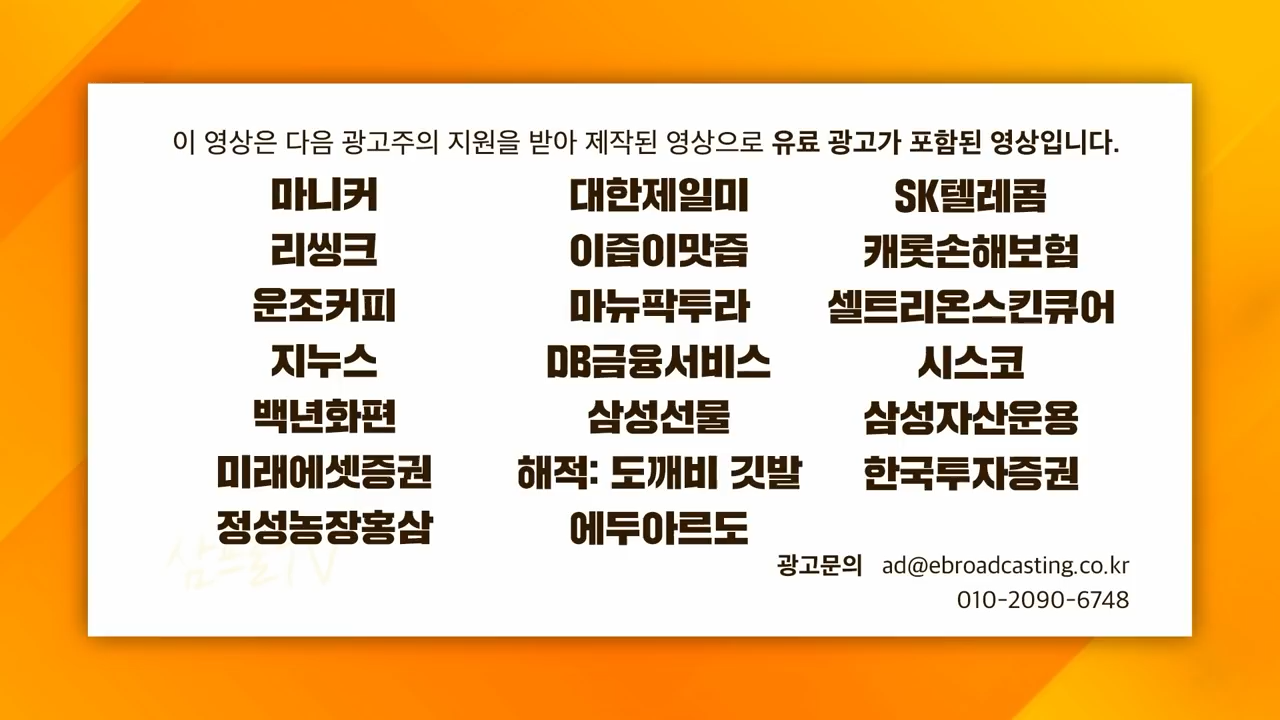 이 영상은 다음 광고주의 지원을 받아 제작된 영상으로 유료 광고가 포함된 영상입니다.
마니커 대한제일미 SK텔레콤
리씽크 이즙이맛즙 캐롯손해보험
운조커피 마뉴팍투라 셀트리온스킨큐어
지누스 DB금융서비스 시스코
백년화편 삼성선물 삼성자산운용
미래에셋증권 해적: 도깨비 깃발 한국투자증권
정성농장홍삼 에두아르도
삼프로TV
광고문의 ad@ebroadcasting.co.kr
010-2090-6748